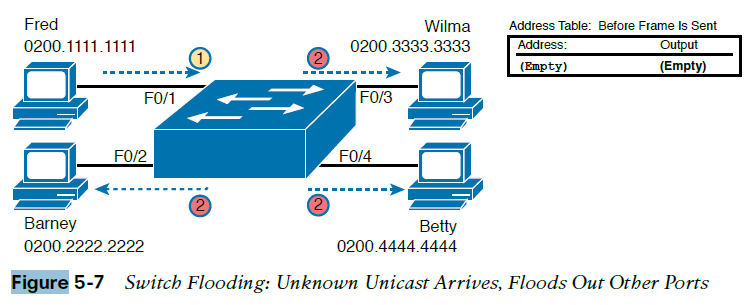 Fred
0200.1111.1111
Wilma
0200.3333.3333
Address Table:  Before Frame Is Sent
Address: Output
(Empty) (Empty)
1
2
F0/1
F0/3
F0/2
F0/4
2
2
Barney
0200.2222.2222
Betty
0200.4444.4444
Figure 5-7 Switch Flooding: Unknown Unicast Arrives, Floods Out Other Ports